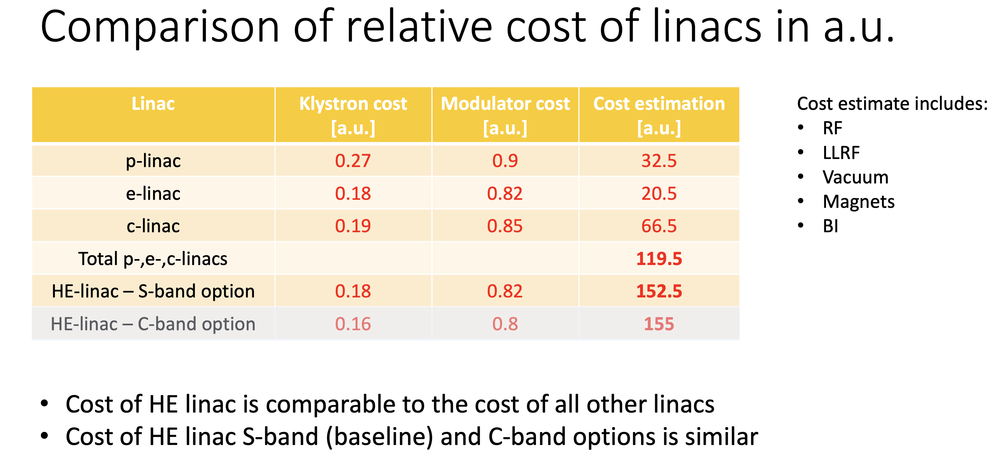 Comparison of relative cost of linacs in a.u.
Linac Klystron cost [a.u.] Modulator cost [a.u.] Cost estimation [a.u.]
p-linac 0.27 0.9 32.5
e-linac 0.18 0.82 20.5
c-linac 0.19 0.85 66.5
Total p-,e-,c-linacs 119.5
HE-linac – S-band option 0.18 0.82 152.5
HE-linac – C-band option 0.16 0.8 155
Cost estimate includes:
• RF
• LLRF
• Vacuum
• Magnets
• BI
• Cost of HE linac is comparable to the cost of all other linacs
• Cost of HE linac S-band (baseline) and C-band options is similar